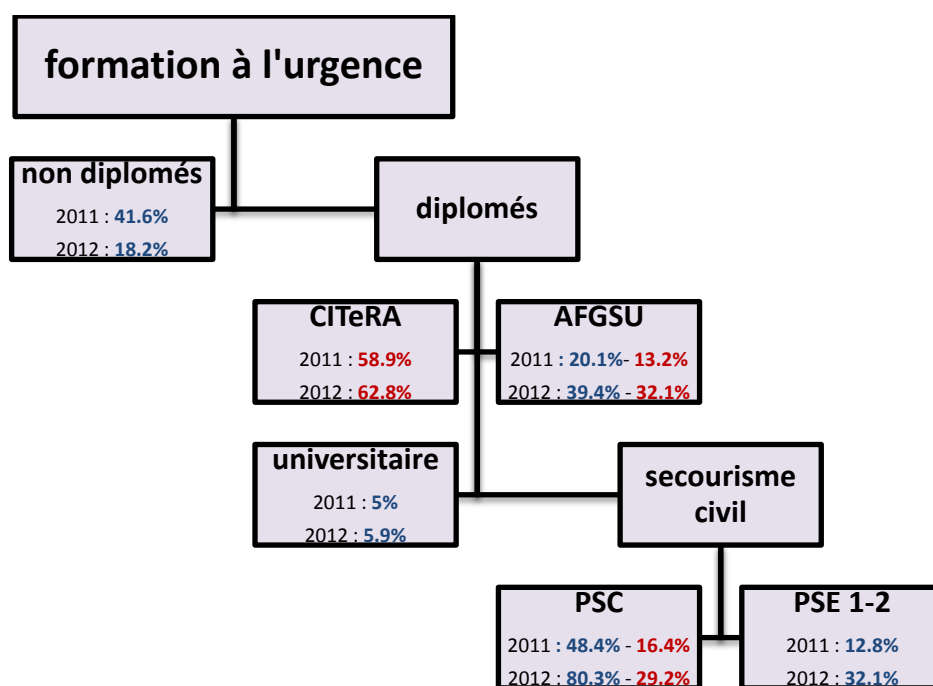 formation à l'urgence
non diplomés
2011 : 41.6%
2012 : 18.2%
diplomés
CITeRA
2011 : 58.9%
2012 : 62.8%
AFGSU
2011 : 20.1%- 13.2%
2012 : 39.4% - 32.1%
universitaire
2011 : 5%
2012 : 5.9%
secourisme
civil
PSC
2011 : 48.4% - 16.4%
2012 : 80.3% - 29.2%
PSE 1-2
2011 : 12.8%
2012 : 32.1%